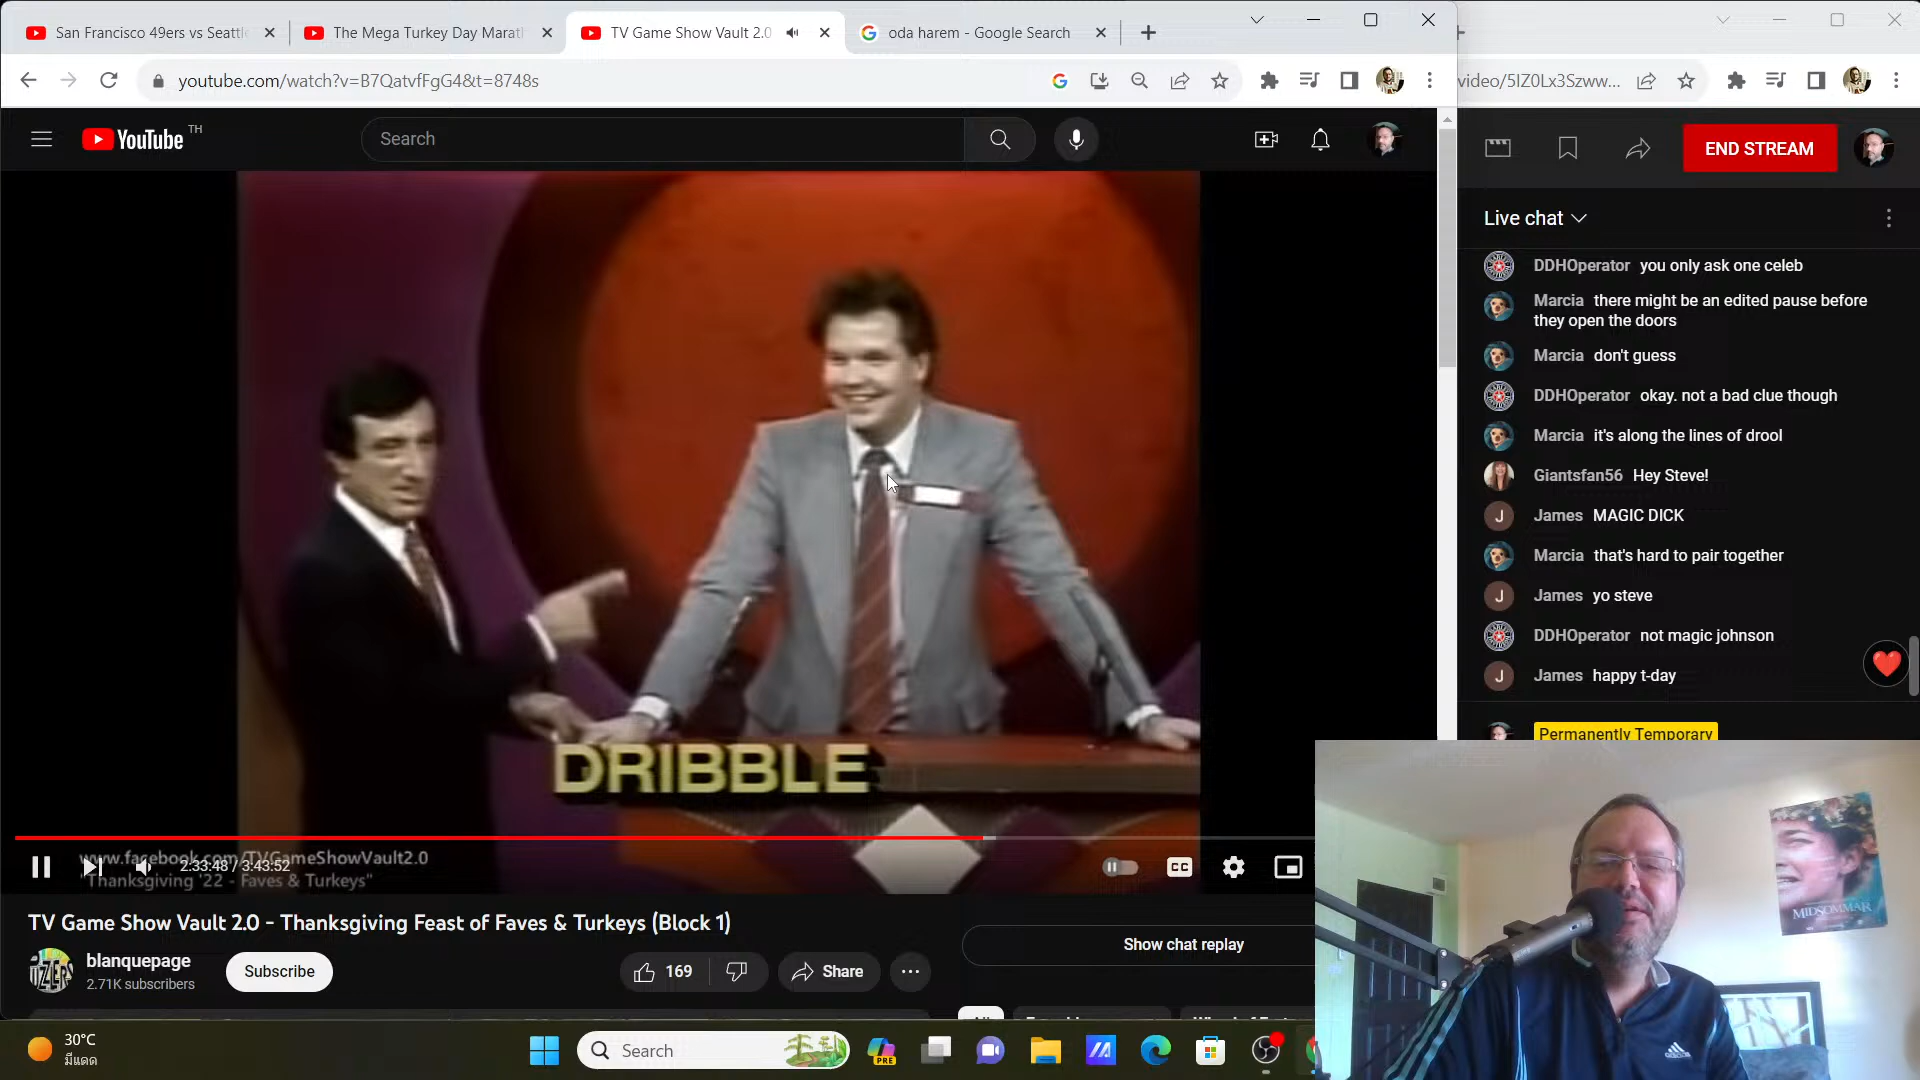 San Francisco 49ers vs Seattle
The Mega Turkey Day Marat
TV Game Show Vault 2.0
oda harem - Google Search
youtube.com/watch?v=B7QatvfFgG4&t=8748s
video/5IZ0Lx3Szww...
YouTube TH
Search
END STREAM
Live chat
DDHOperator you only ask one celeb
Marcia there might be an edited pause before
they open the doors
Marcia don't guess
DDHOperator okay. not a bad clue though
Marcia it's along the lines of drool
Giantsfan56 Hey Steve!
J James MAGIC DICK
Marcia that's hard to pair together
J James yo steve
DDHOperator not magic johnson
J James happy t-day
Permanently Temporary
DRIBBLE
www.facebook.com/TVGameShowVault2.0
2:33:48 / 3:43:52
"Thanksgiving '22 - Faves & Turkeys"
CC
TV Game Show Vault 2.0 - Thanksgiving Feast of Faves & Turkeys (Block 1)
blanquepage
2.71K subscribers
Subscribe
169
Share
Show chat replay
MIDSOMMAR
adidas
30°C
มีแดด
Search
PRE